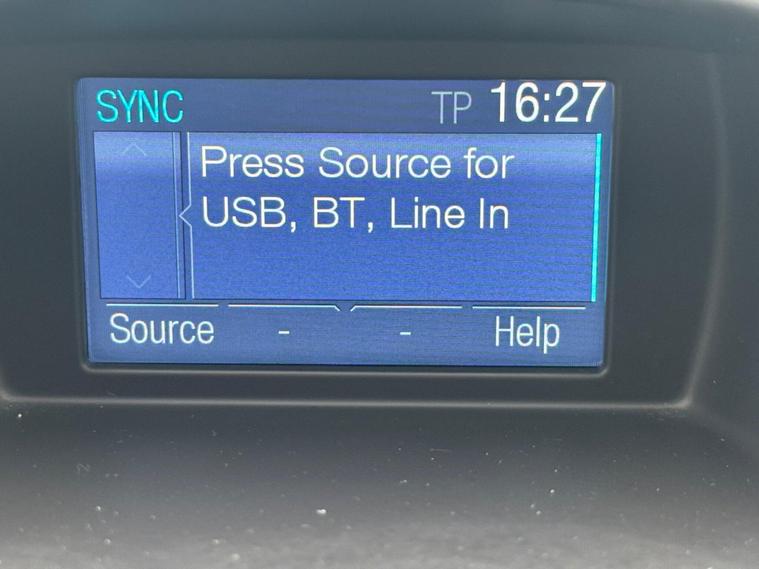 SYNC TP 16:27
Press Source for
USB, BT, Line In
Source - - Help